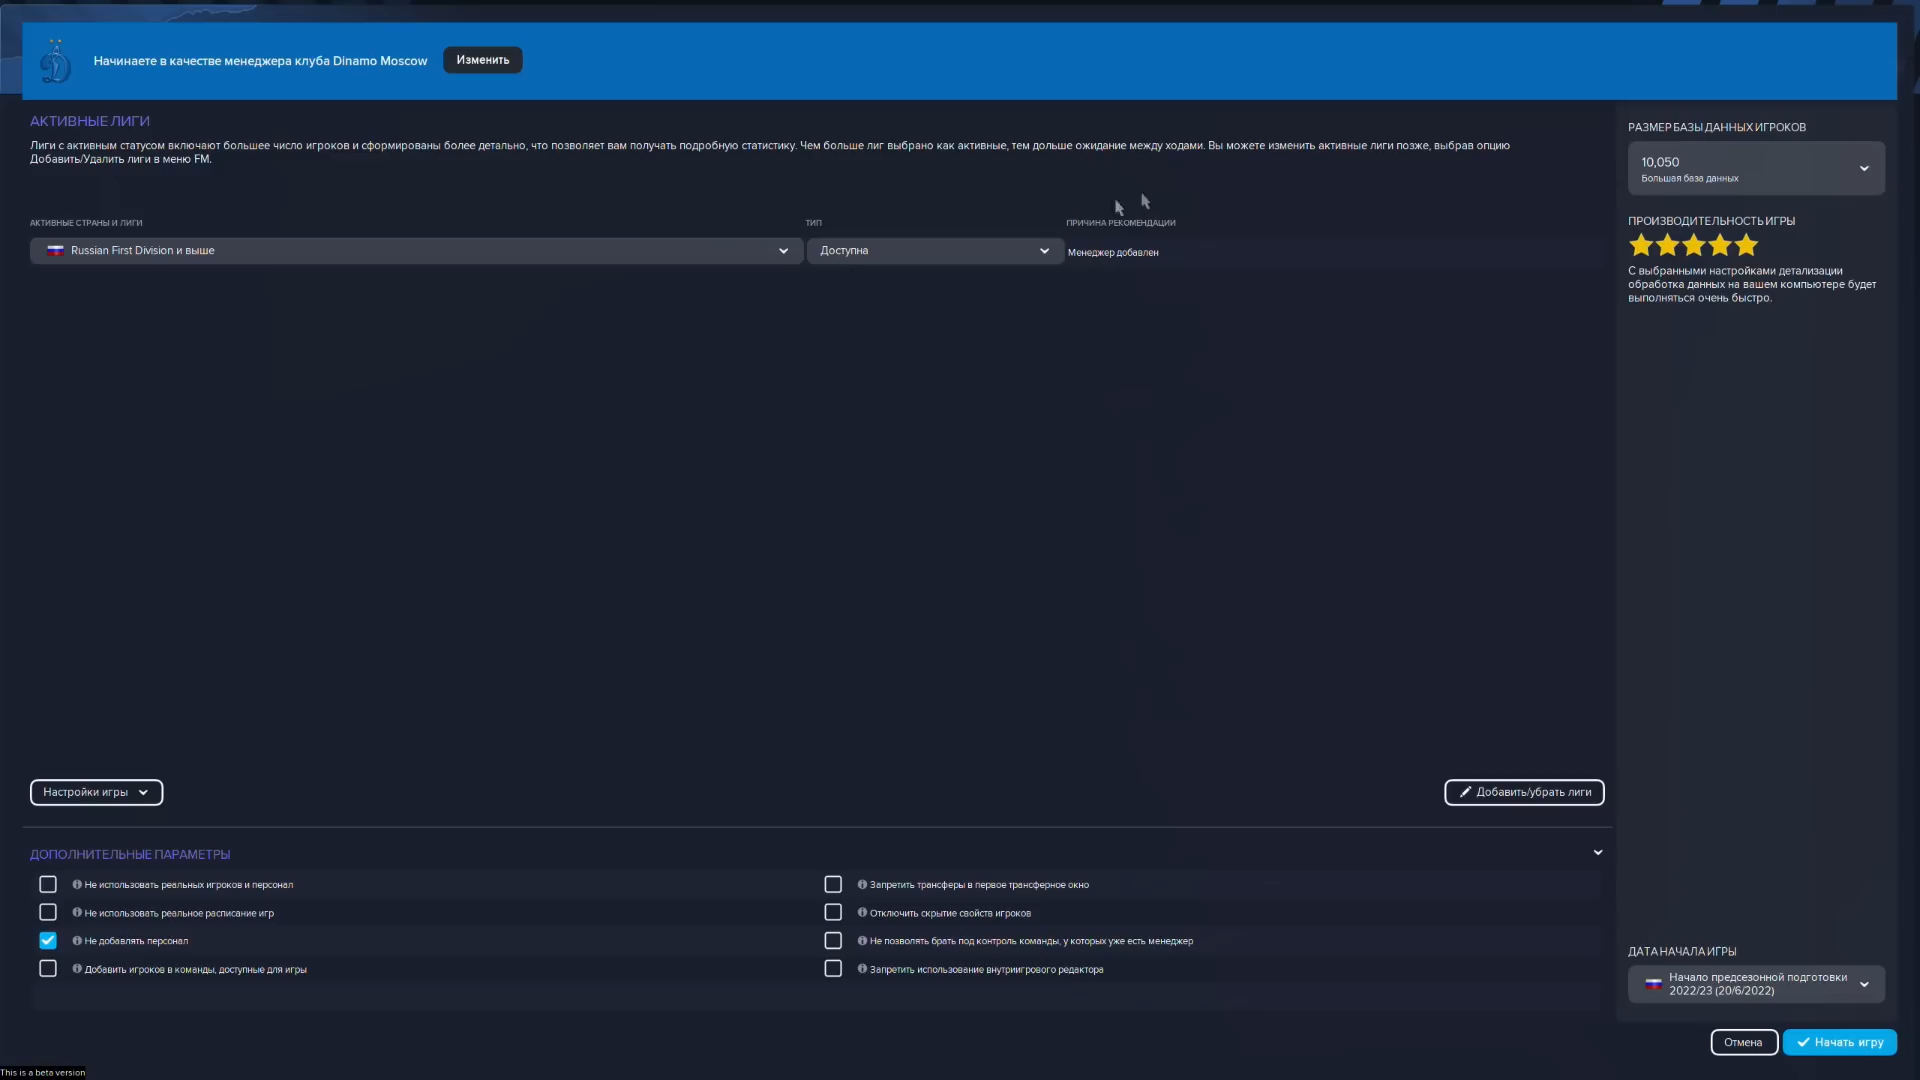 Начинаете в качестве менеджера клуба Dinamo Moscow
Изменить
АКТИВНЫЕ ЛИГИ
Лиги с активным статусом включают большее число игроков и сформированы более детально, что позволяет вам получать подробную статистику. Чем больше лиг выбрано как активные, тем дольше ожидание между ходами. Вы можете изменить активные лиги позже, выбрав опцию
Добавить/Удалить лиги в меню FM.
АКТИВНЫЕ СТРАНЫ И ЛИГИ
ТИП
ПРИЧИНА РЕКОМЕНДАЦИИ
Russian First Division и выше
Доступна
Менеджер добавлен
Настройки игры
Добавить/убрать лиги
ДОПОЛНИТЕЛЬНЫЕ ПАРАМЕТРЫ
Не использовать реальных игроков и персонал
Запретить трансферы в первое трансферное окно
Не использовать реальное расписание игр
Отключить скрытие свойств игроков
Не добавлять персонал
Не позволять брать под контроль команды, у которых уже есть менеджер
Добавить игроков в команды, доступные для игры
Запретить использование внутриигрового редактора
РАЗМЕР БАЗЫ ДАННЫХ ИГРОКОВ
10,050
Большая база данных
ПРОИЗВОДИТЕЛЬНОСТЬ ИГРЫ
С выбранными настройками детализации
обработка данных на вашем компьютере будет
выполняться очень быстро.
ДАТА НАЧАЛА ИГРЫ
Начало предсезонной подготовки
2022/23 (20/6/2022)
Отмена
Начать игру
This is a beta version